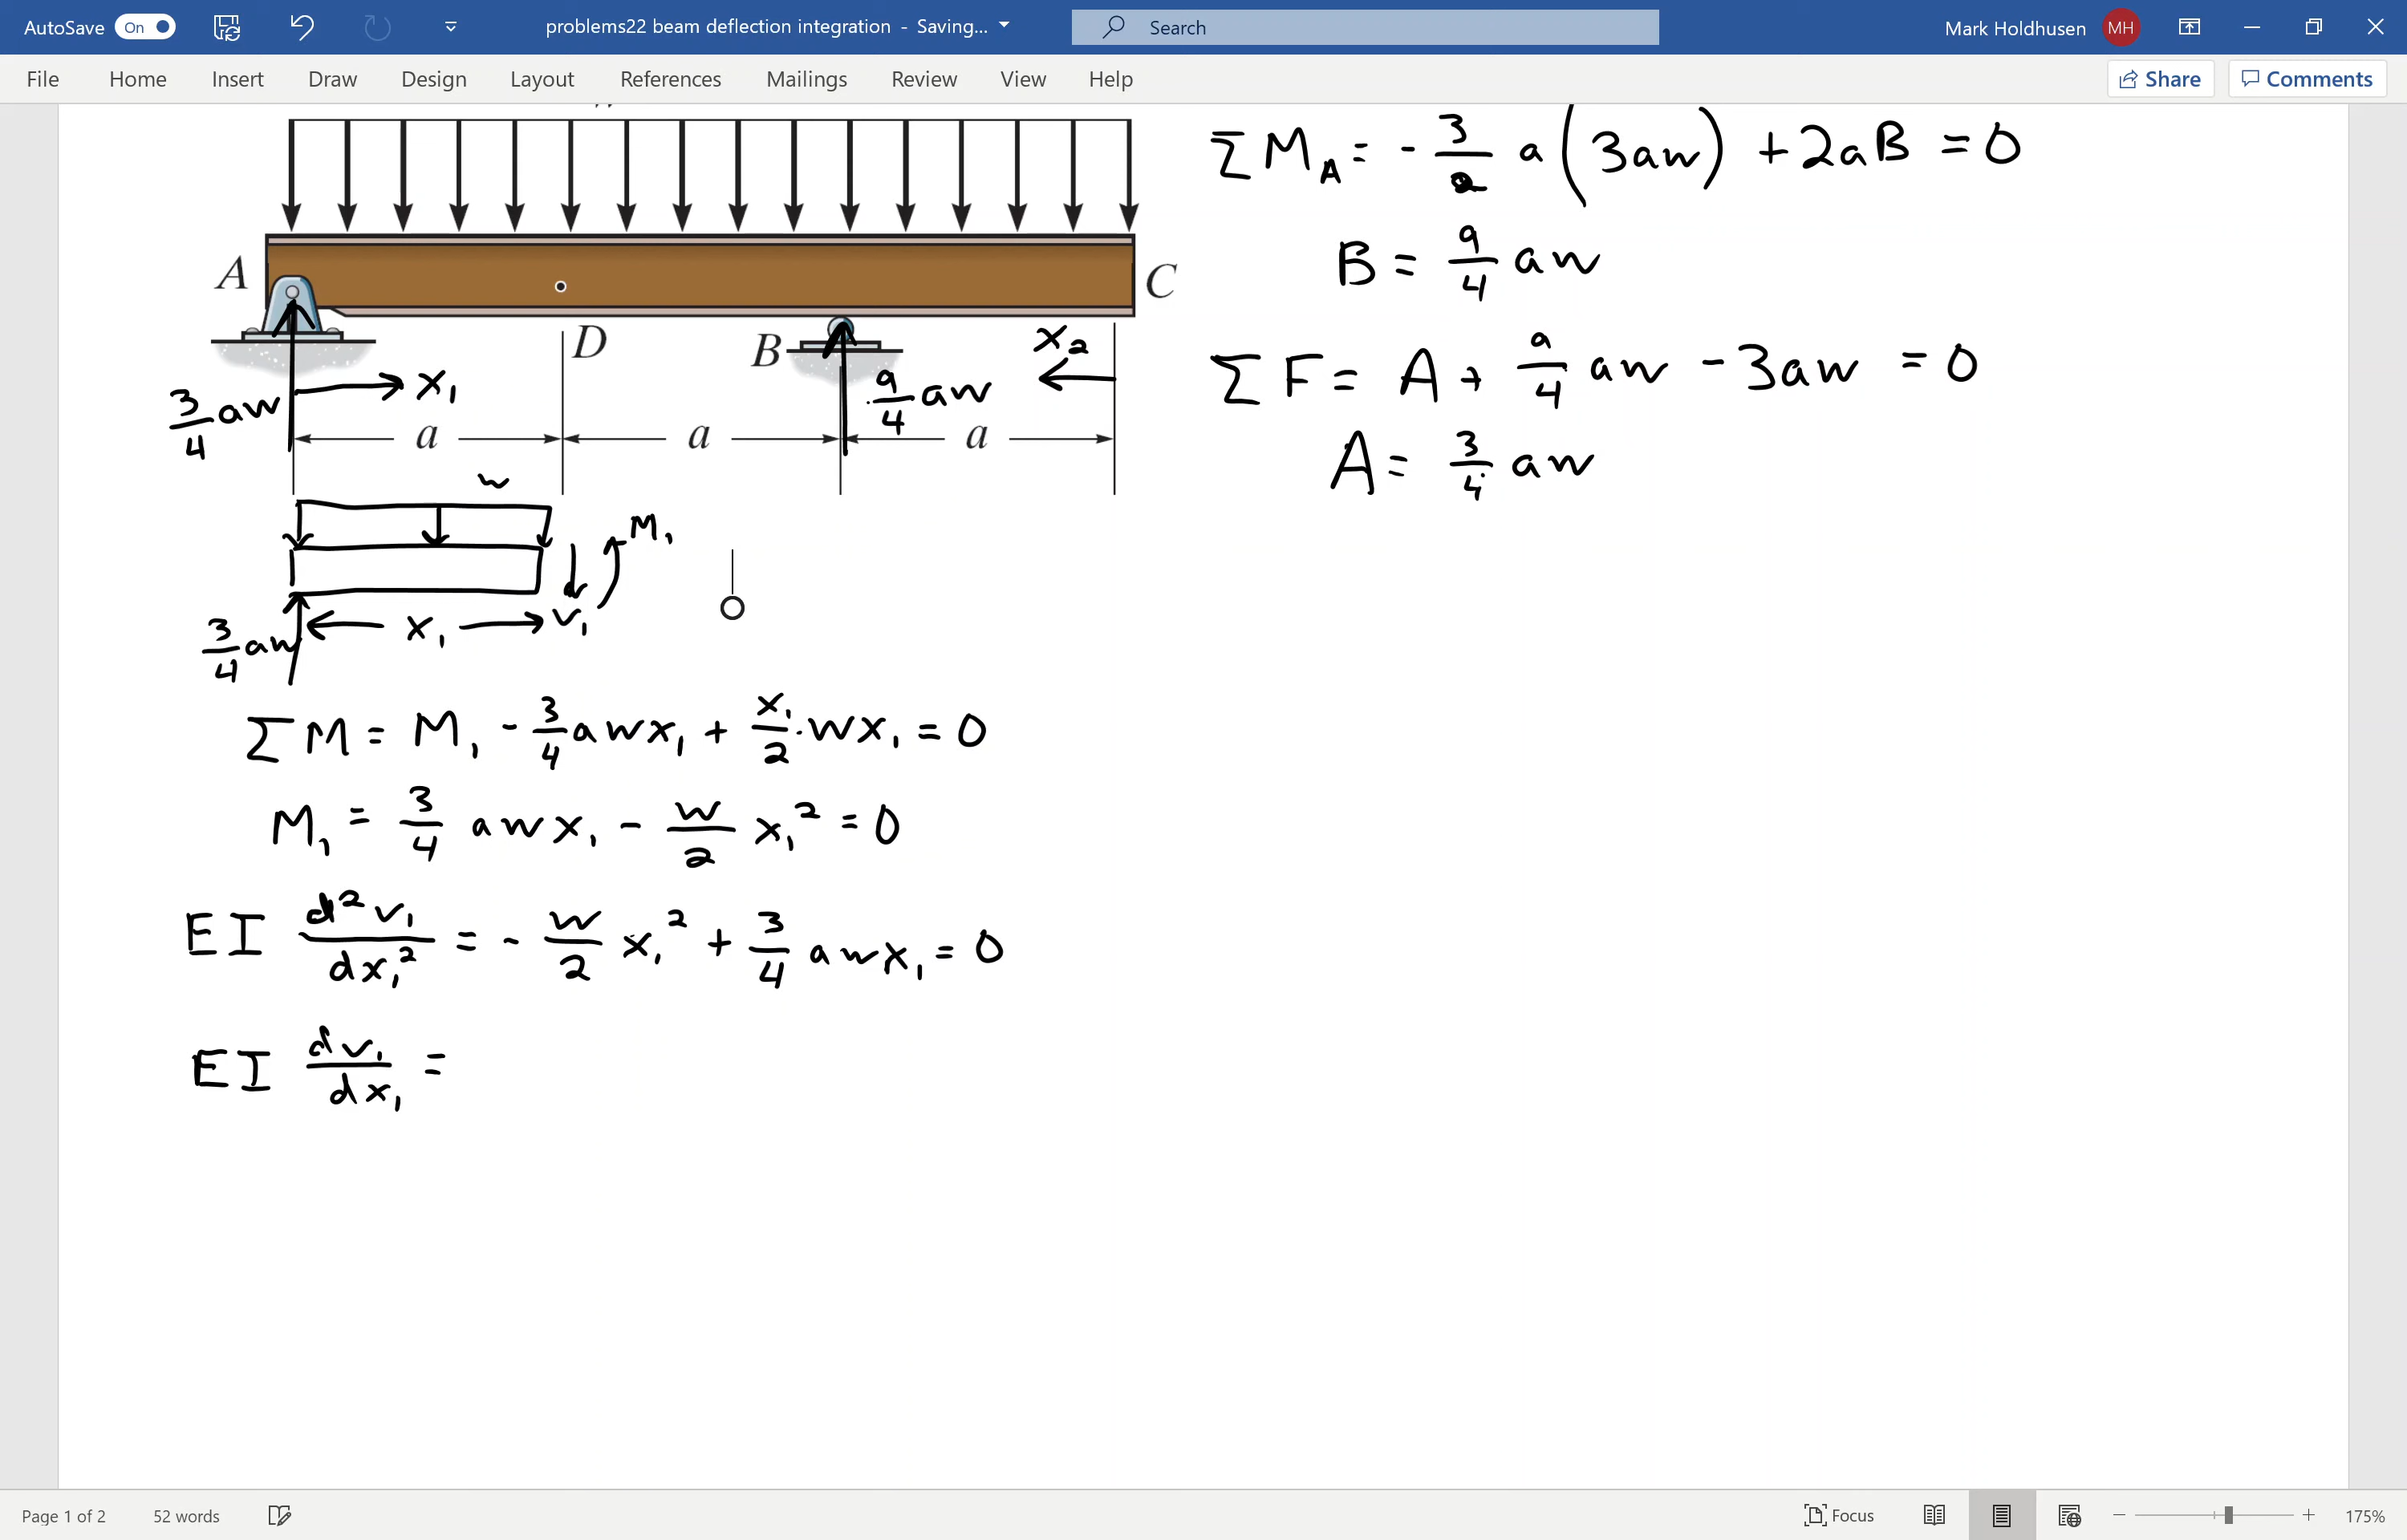 AutoSave On problems22 beam deflection integration - Saving... Search Mark Holdhusen MH
File Home Insert Draw Design Layout References Mailings Review View Help Share Comments
A C
D B x₂
3/4 aw x₁ 9/4 aw
a a a
w
M₁
3/4 aw x₁ V₁
ΣM = M₁ - 3/4 awx₁ + x₁/2 · wx₁ = 0
M₁ = 3/4 awx₁ - w/2 x₁² = 0
EI d²v₁/dx₁² = - w/2 x₁² + 3/4 awx₁ = 0
EI dv₁/dx₁ =
ΣM_A = - 3/2 a(3aw) + 2aB = 0
B = 9/4 aw
ΣF = A + 9/4 aw - 3aw = 0
A = 3/4 aw
Page 1 of 2 52 words Focus 175%